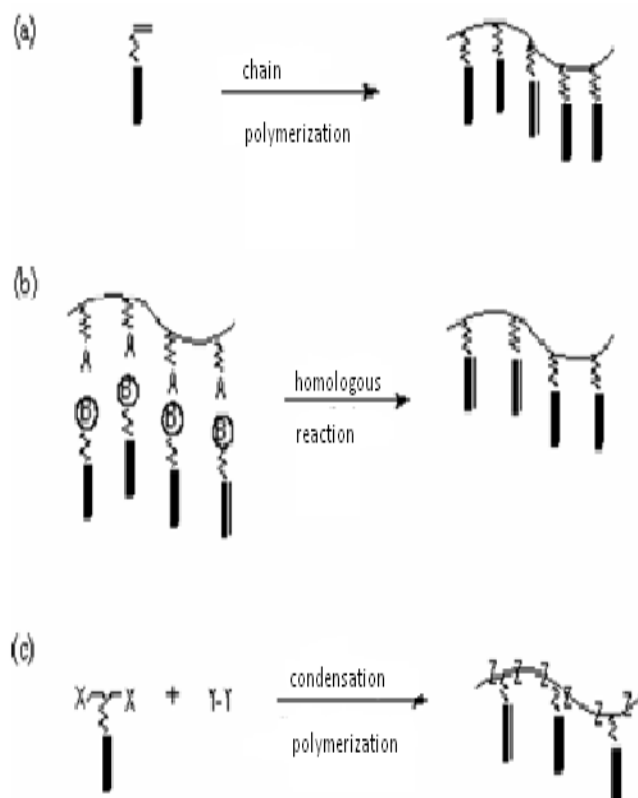 (a)
chain
polymerization
(b)
A A A A
B B B B
homologous
reaction
(c)
X X + Y-Y
condensation
polymerization
Z Z Z Z Z Z